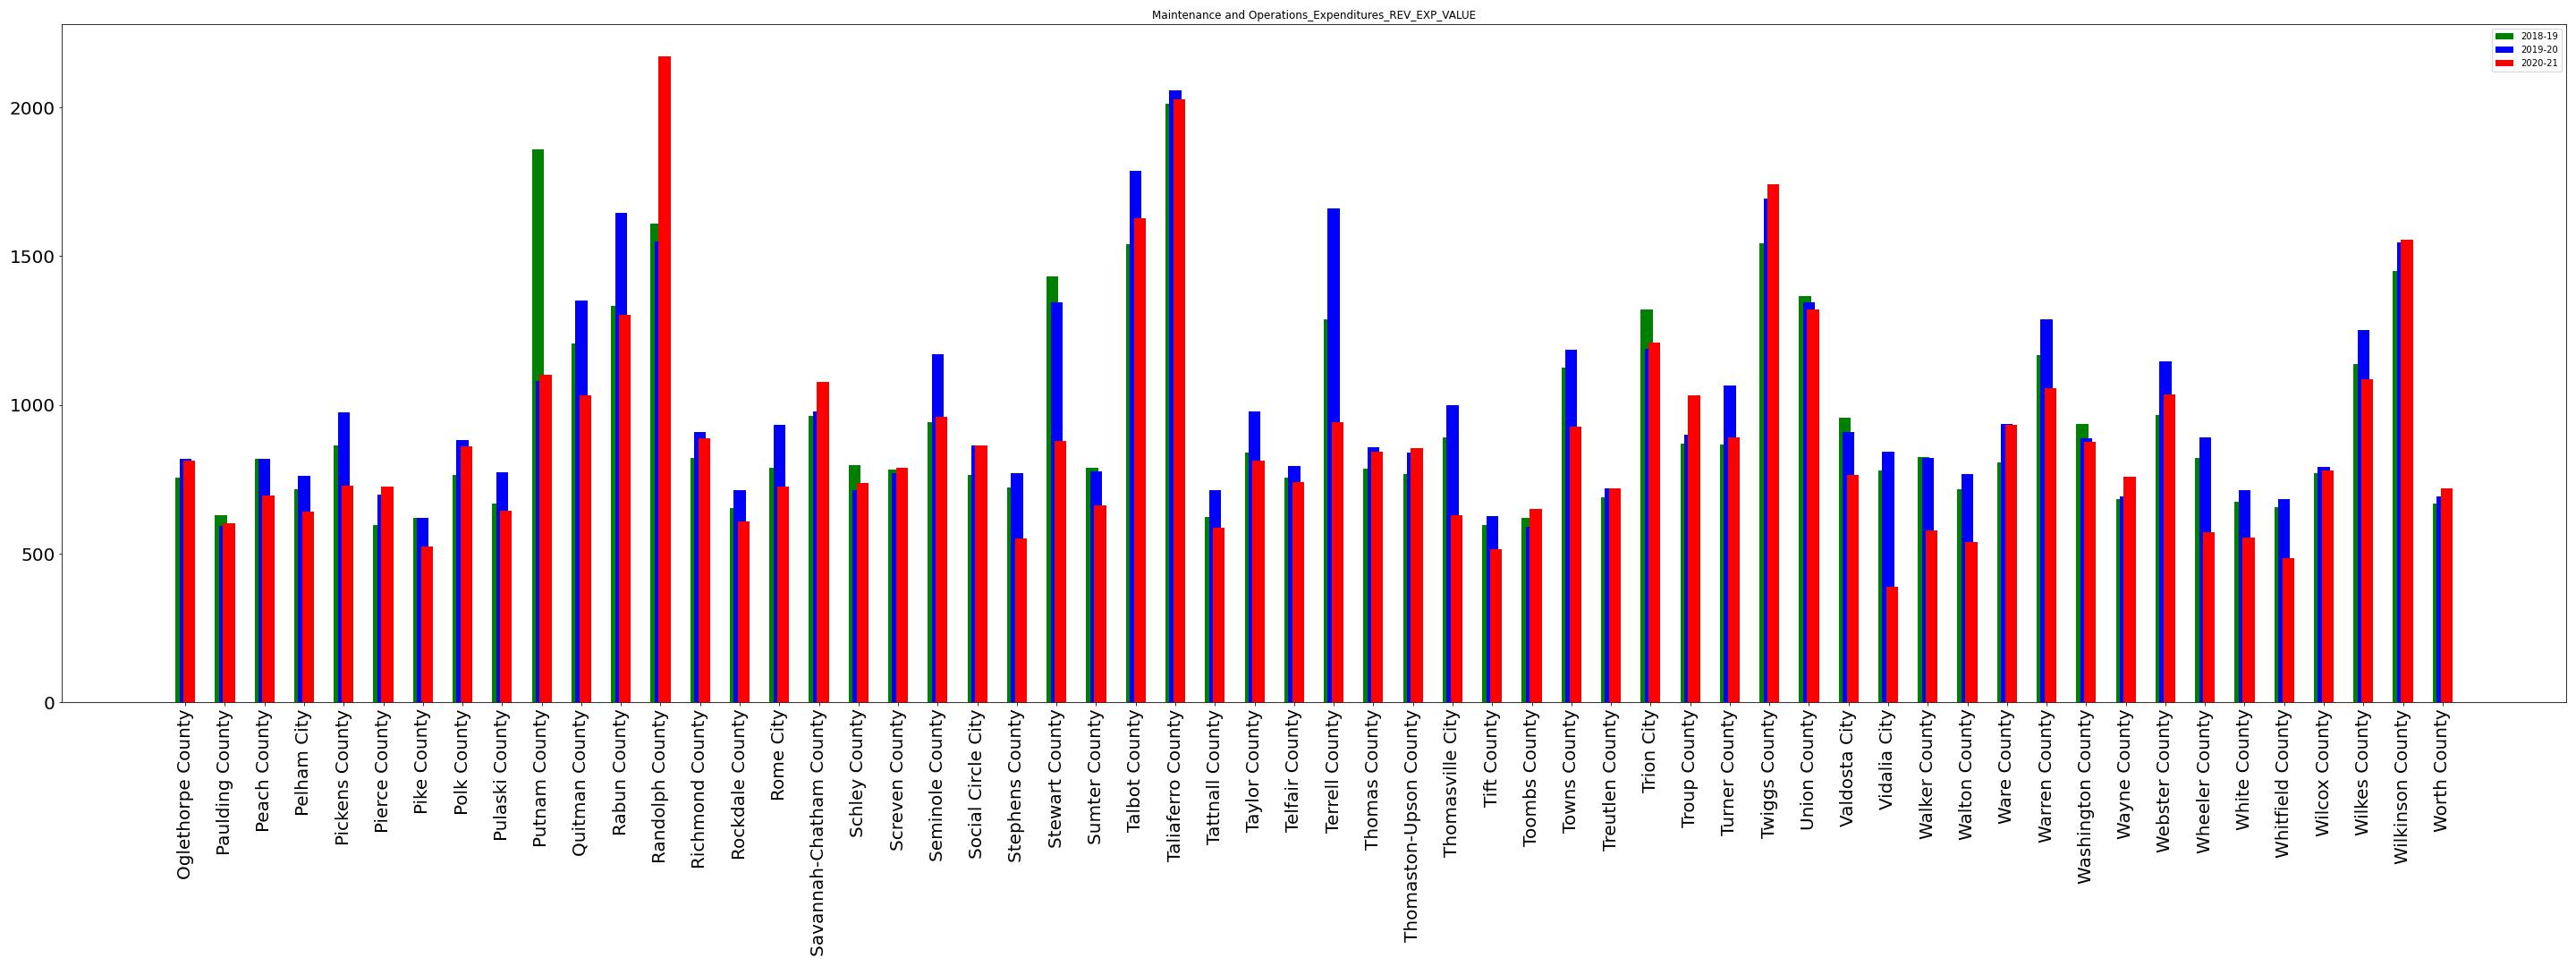 Maintenance and Operations_Expenditures_REV_EXP_VALUE
2018-19
2019-20
2020-21
2000
1500
1000
500
0
Oglethorpe County
Paulding County
Peach County
Pelham City
Pickens County
Pierce County
Pike County
Polk County
Pulaski County
Putnam County
Quitman County
Rabun County
Randolph County
Richmond County
Rockdale County
Rome City
Savannah-Chatham County
Schley County
Screven County
Seminole County
Social Circle City
Stephens County
Stewart County
Sumter County
Talbot County
Taliaferro County
Tattnall County
Taylor County
Telfair County
Terrell County
Thomas County
Thomaston-Upson County
Thomasville City
Tift County
Toombs County
Towns County
Treutlen County
Trion City
Troup County
Turner County
Twiggs County
Union County
Valdosta City
Vidalia City
Walker County
Walton County
Ware County
Warren County
Washington County
Wayne County
Webster County
Wheeler County
White County
Whitfield County
Wilcox County
Wilkes County
Wilkinson County
Worth County